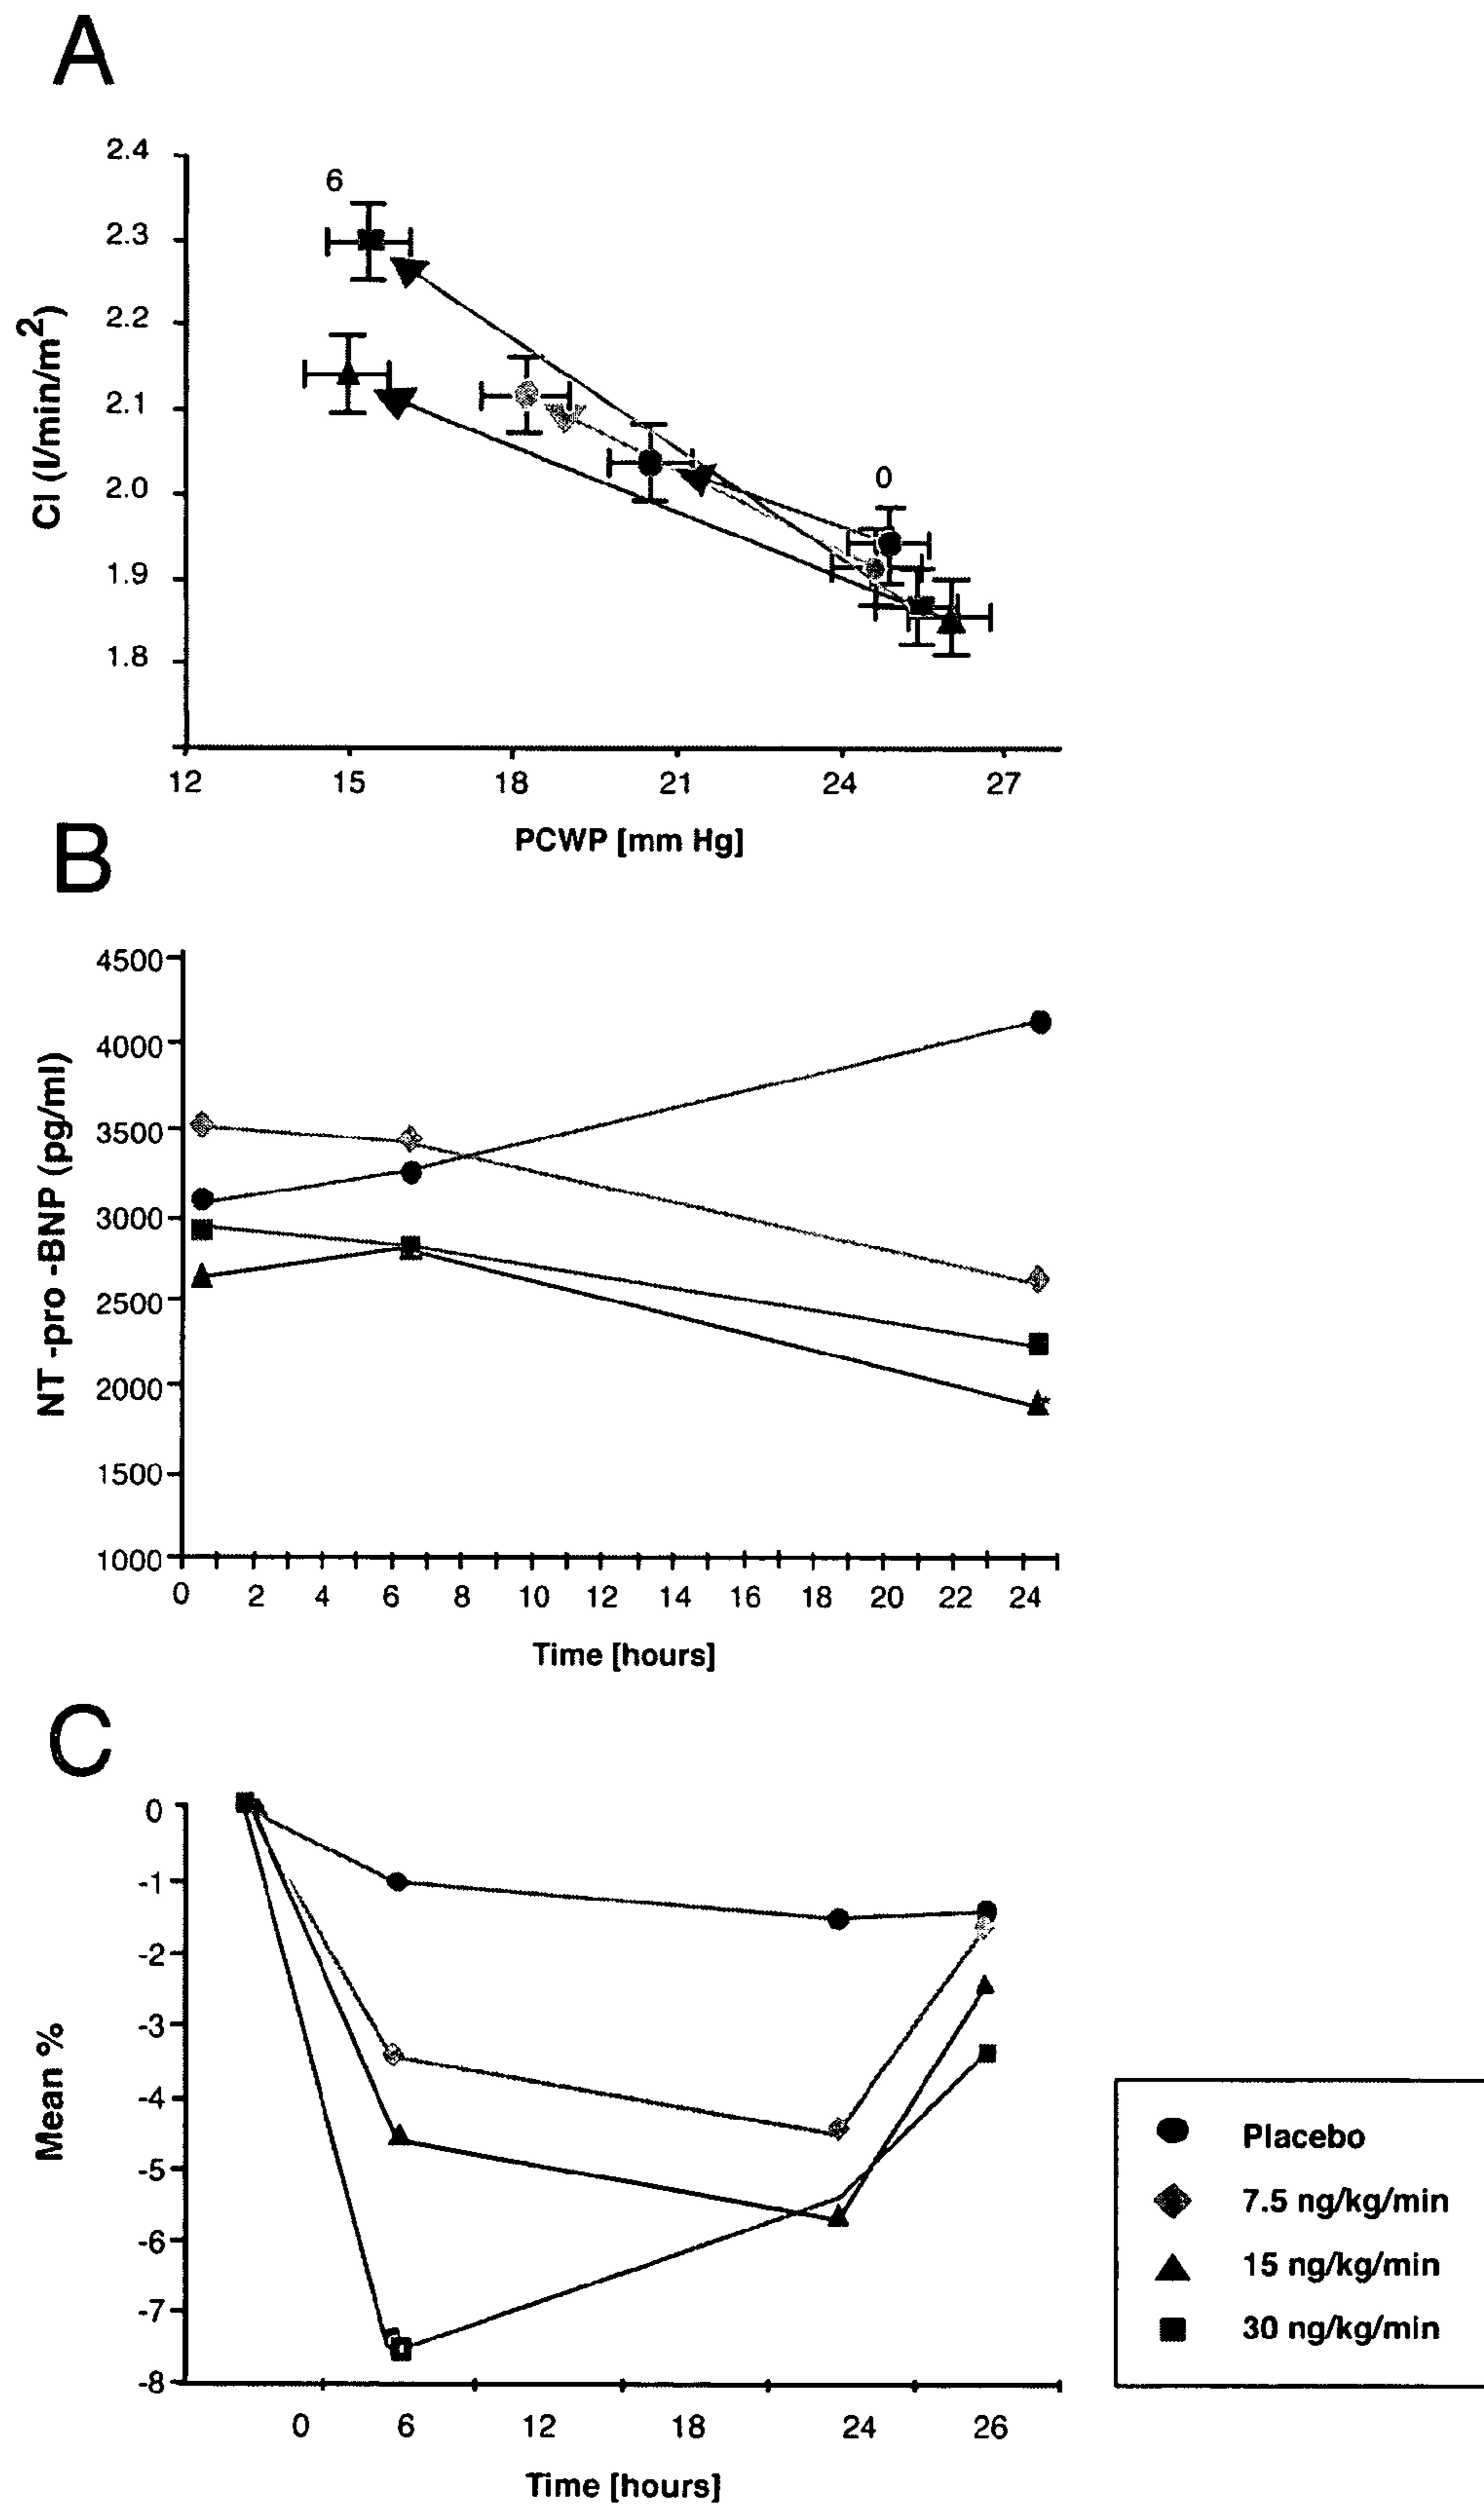 A
CI (l/min/m²)
2.4
2.3
2.2
2.1
2.0
1.9
1.8
6
0
12 15 18 21 24 27
PCWP [mm Hg]
B
NT -pro -BNP (pg/ml)
4500
4000
3500
3000
2500
2000
1500
1000
0 2 4 6 8 10 12 14 16 18 20 22 24
Time [hours]
C
Mean %
0
-1
-2
-3
-4
-5
-6
-7
-8
0 6 12 18 24 26
Time [hours]
Placebo
7.5 ng/kg/min
15 ng/kg/min
30 ng/kg/min